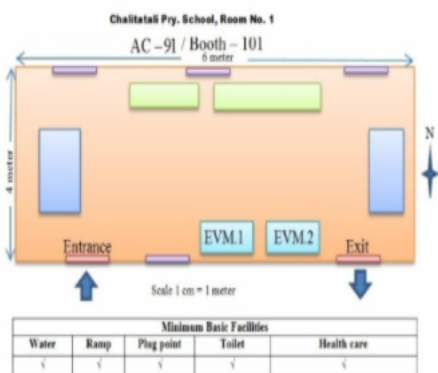 Chalitatali Pry. School, Room No. 1
AC -91 / Booth - 101
6 meter
4 meter
N
EVM.1 EVM.2
Entrance Exit
Scale 1 cm = 1 meter
Minimum Basic Facilities
Water Ramp Plug point Toilet Health care
√ √ √ √ √